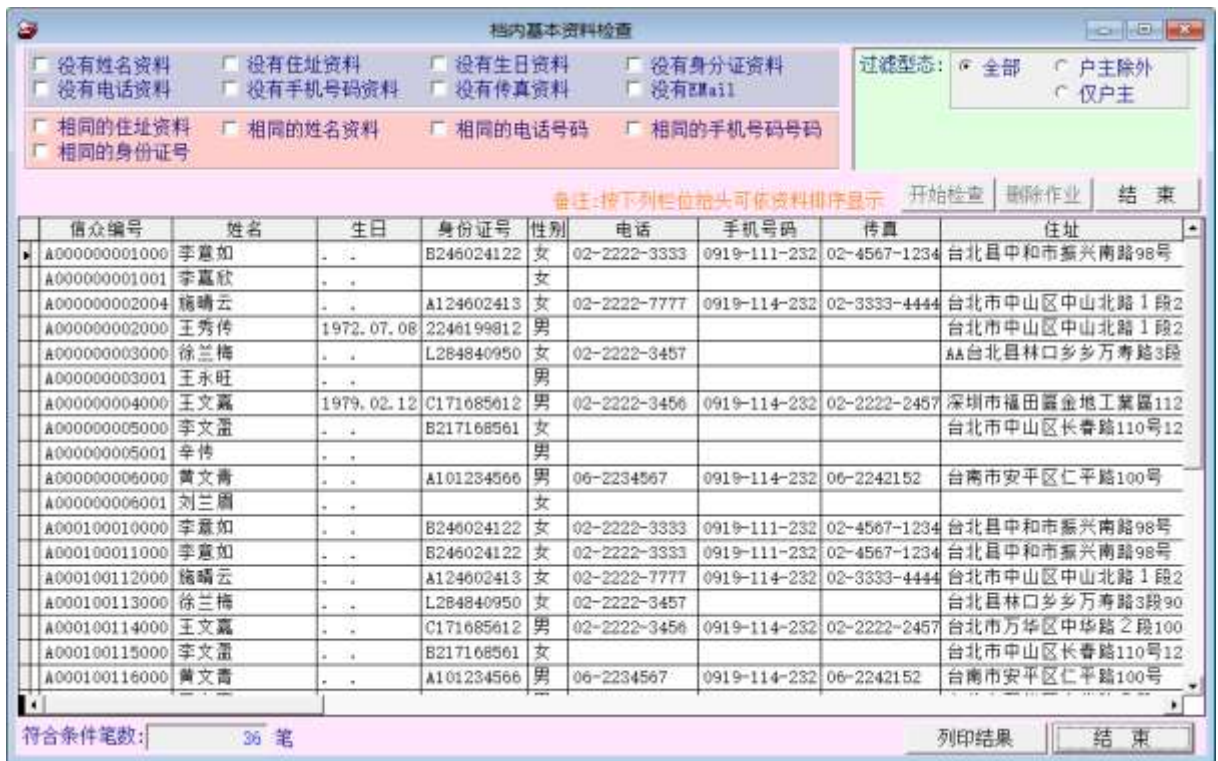 档内基本资料检查
没有姓名资料 没有住址资料 没有生日资料 没有身分证资料 过滤型态: 全部 户主除外
没有电话资料 没有手机号码资料 没有传真资料 没有EMail 仅户主
相同的住址资料 相同的姓名资料 相同的电话号码 相同的手机号码号码
相同的身份证号
备注:按下列栏位抬头可依资料排序显示 开始检查 删除作业 结 束
信众编号 姓名 生日 身份证号 性别 电话 手机号码 传真 住址
A000000001000 李意如 . . B246024122 女 02-2222-3333 0919-111-232 02-4567-1234 台北县中和市振兴南路98号
A000000001001 李嘉欣 . . 女
A000000002004 施晴云 . . A124602413 女 02-2222-7777 0919-114-232 02-3333-4444 台北市中山区中山北路1段2
A000000002000 王秀传 1972.07.08 2246199812 男 台北市中山区中山北路1段2
A000000003000 徐兰梅 . . L284840950 女 02-2222-3457 AA台北县林口乡乡万寿路3段
A000000003001 王永旺 . . 男
A000000004000 王文嘉 1979.02.12 C171685612 男 02-2222-3456 0919-114-232 02-2222-2457 深圳市福田區金地工業區112
A000000005000 李文 . . B217168561 女 台北市中山区长春路110号12
A000000005001 辛传 . . 男
A000000006000 黄文青 . . A101234566 男 06-2234567 0919-114-232 06-2242152 台南市安平区仁平路100号
A000000006001 刘兰眉 . . 女
A000100010000 李意如 . . B246024122 女 02-2222-3333 0919-111-232 02-4567-1234 台北县中和市振兴南路98号
A000100011000 李意如 . . B246024122 女 02-2222-3333 0919-111-232 02-4567-1234 台北县中和市振兴南路98号
A000100112000 施晴云 . . A124602413 女 02-2222-7777 0919-114-232 02-3333-4444 台北市中山区中山北路1段2
A000100113000 徐兰梅 . . L284840950 女 02-2222-3457 台北县林口乡乡万寿路3段90
A000100114000 王文嘉 . . C171685612 男 02-2222-3456 0919-114-232 02-2222-2457 台北市万华区中华路2段100
A000100115000 李文 . . B217168561 女 台北市中山区长春路110号12
A000100116000 黄文青 . . A101234566 男 06-2234567 0919-114-232 06-2242152 台南市安平区仁平路100号
符合条件笔数: 36 笔 列印结果 结 束